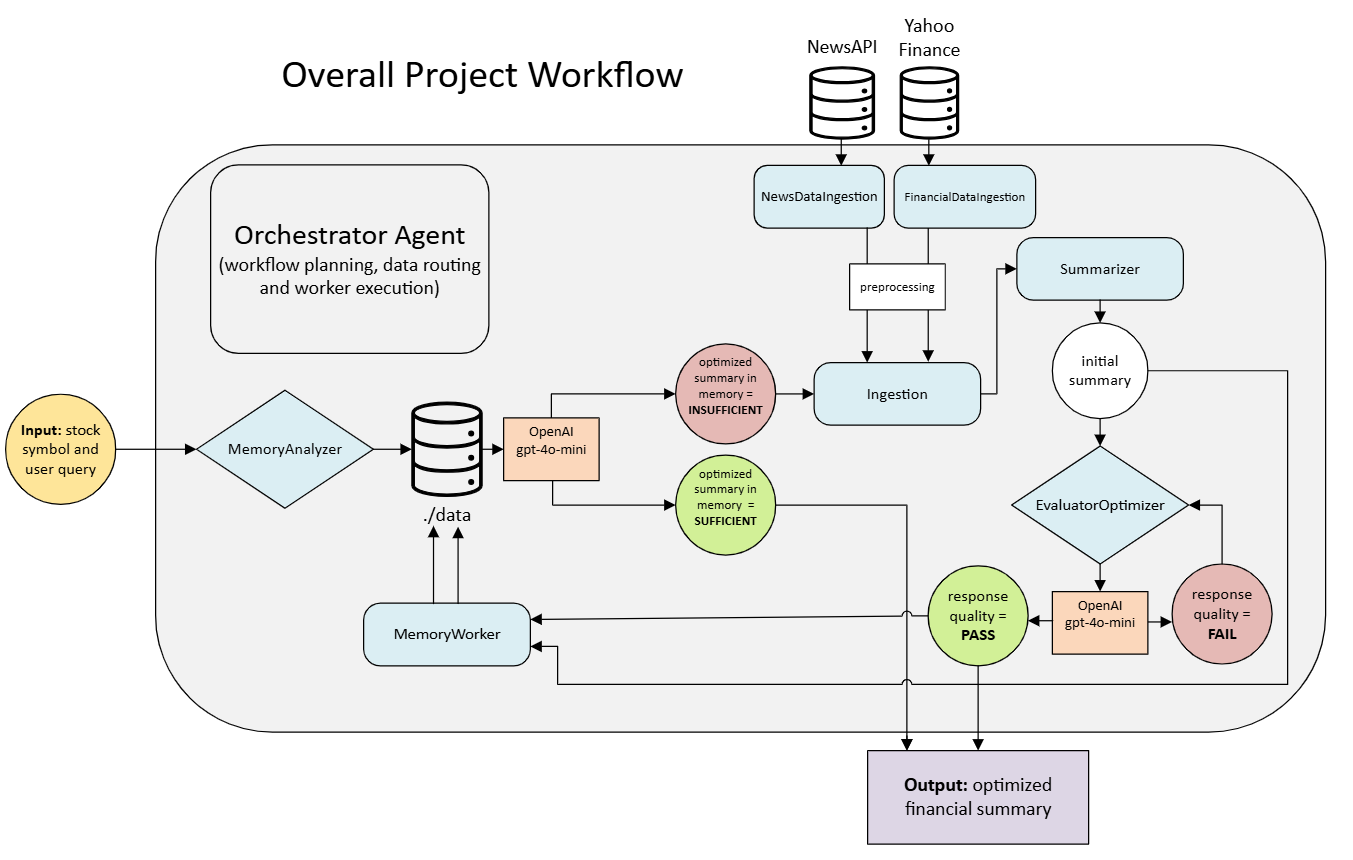 Overall Project Workflow
NewsAPI
Yahoo
Finance
NewsDataIngestion
FinancialDataIngestion
Orchestrator Agent
(workflow planning, data routing
and worker execution)
preprocessing
Summarizer
Ingestion
initial
summary
optimized
summary in
memory =
INSUFFICIENT
Input: stock
symbol and
user query
MemoryAnalyzer
OpenAI
gpt-4o-mini
./data
optimized
summary in
memory =
SUFFICIENT
EvaluatorOptimizer
MemoryWorker
response
quality =
PASS
OpenAI
gpt-4o-mini
response
quality =
FAIL
Output: optimized
financial summary